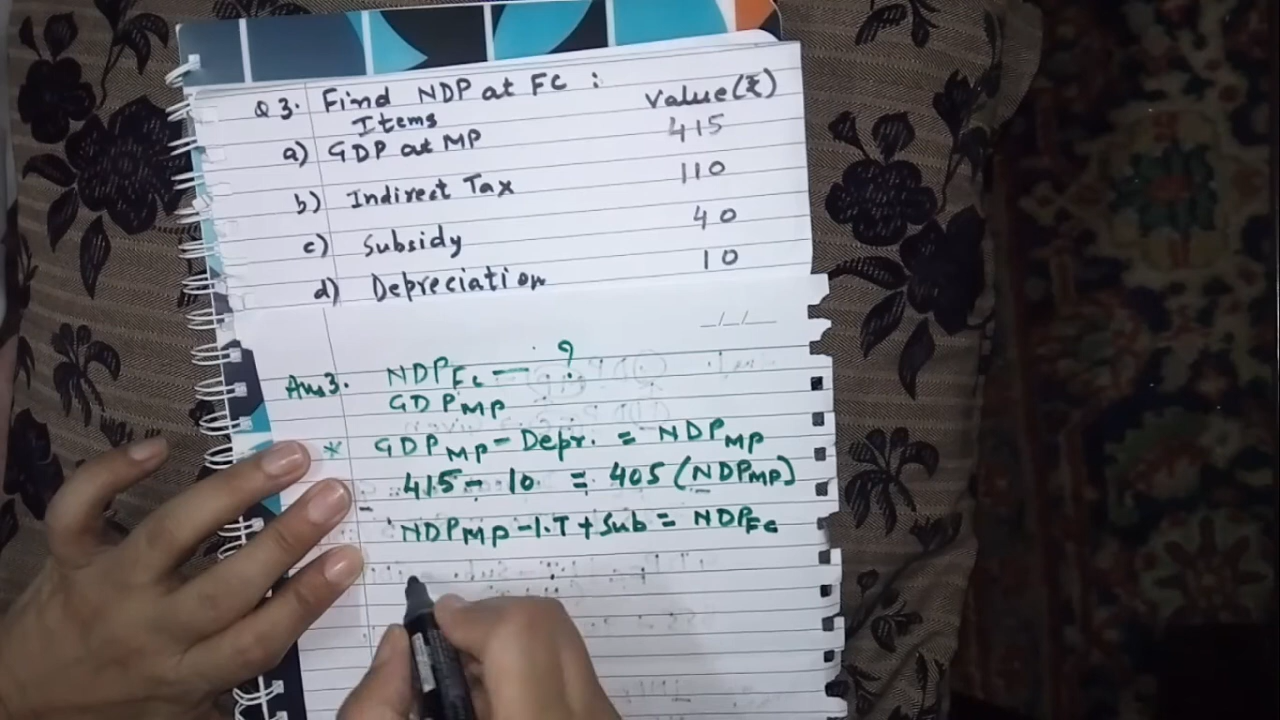 Q3. Find NDP at FC :
Items Value(₹)
a) GDP at MP 415
b) Indirect Tax 110
c) Subsidy 40
d) Depreciation 10
_/_/_
Ans3. NDPFC — ?
GDPMP
* GDPMP - Depr. = NDPMP
415 - 10 = 405 (NDPMP)
NDPMP - I.T + Sub = NDPFC